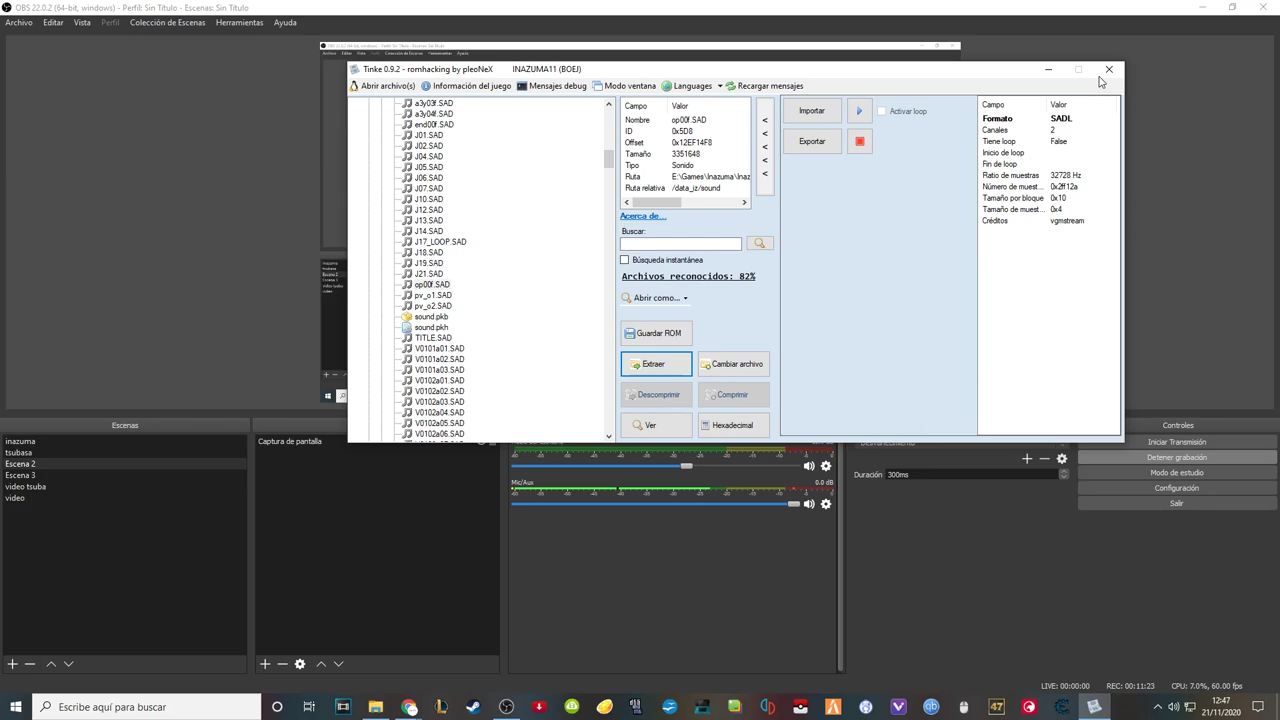 OBS 22.0.2 (64-bit, windows) - Perfil: Sin Título - Escenas: Sin Título
Archivo Editar Vista Perfil Colección de Escenas Herramientas Ayuda
Tinke 0.9.2 - romhacking by pleoNeX INAZUMA11 (BOEJ)
Abrir archivo(s) Información del juego Mensajes debug Modo ventana Languages Recargar mensajes
a3y03f.SAD
a3y04f.SAD
end00f.SAD
J01.SAD
J02.SAD
J04.SAD
J05.SAD
J06.SAD
J07.SAD
J10.SAD
J12.SAD
J13.SAD
J14.SAD
J17_LOOP.SAD
J18.SAD
J19.SAD
J21.SAD
op00f.SAD
pv_o1.SAD
pv_o2.SAD
sound.pkb
sound.pkh
TITLE.SAD
V0101a01.SAD
V0101a02.SAD
V0101a03.SAD
V0102a01.SAD
V0102a02.SAD
V0102a03.SAD
V0102a04.SAD
V0102a05.SAD
V0102a06.SAD
Campo Valor
Nombre op00f.SAD
ID 0x5D8
Offset 0x12EF14F8
Tamaño 3351648
Tipo Sonido
Ruta E:\Games\Inazuma\Inaz
Ruta relativa /data_iz/sound
<
<
<
<
<
Acerca de...
Buscar:
Búsqueda instantánea
Archivos reconocidos: 82%
Abrir como...
Guardar ROM
Extraer Cambiar archivo
Descomprimir Comprimir
Ver Hexadecimal
Importar Activar loop
Exportar
Campo Valor
Formato SADL
Canales 2
Tiene loop False
Inicio de loop
Fin de loop
Ratio de muestras 32728 Hz
Número de muest... 0x2ff12a
Tamaño por bloque 0x10
Tamaño de muest... 0x4
Créditos vgmstream
Escenas
inazuma
tsubasa
Escena 2
Escena 3
video tsuba
video
Captura de pantalla
Mic/Aux 0.0 dB
Duración 300ms
Controles
Iniciar Transmisión
Detener grabación
Modo de estudio
Configuración
Salir
LIVE: 00:00:00 REC: 00:11:23 CPU: 7.0%, 60.00 fps
Escribe aquí para buscar
47
12:47
21/11/2020